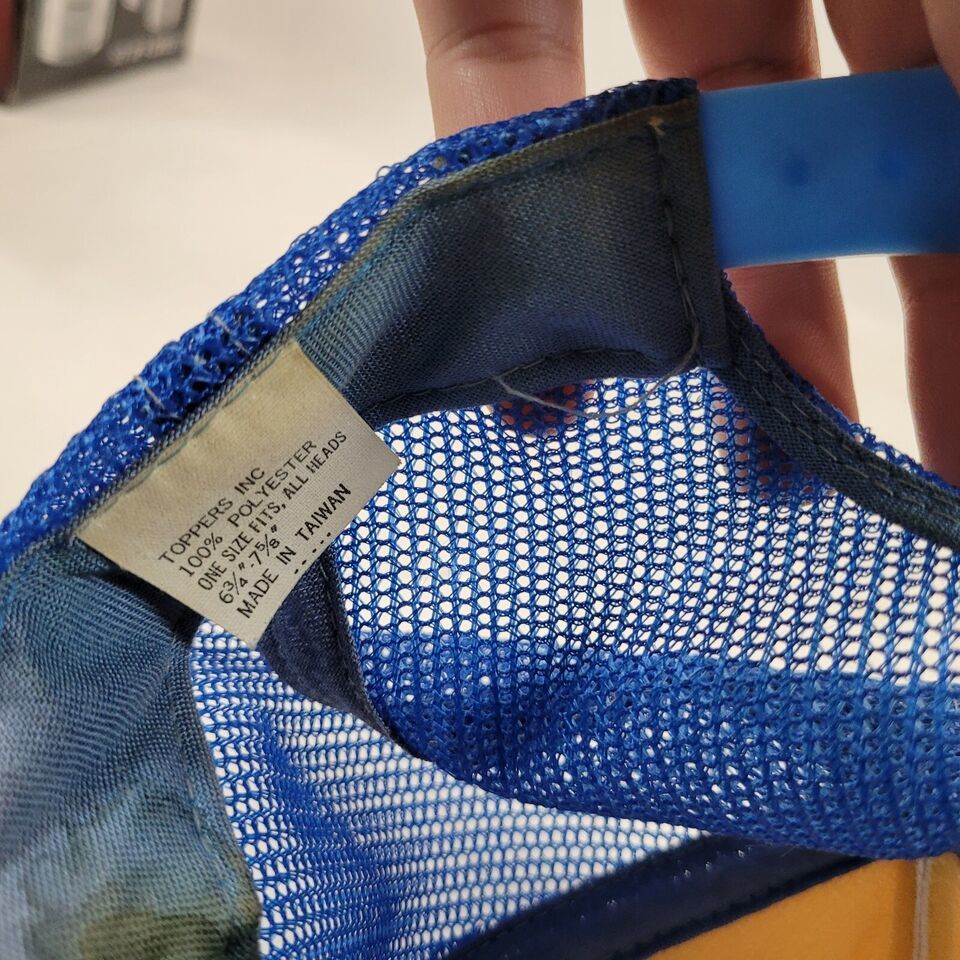 TOPPERS INC
100% POLYESTER
ONE SIZE FITS, ALL HEADS
6¾" 7⅝"
MADE IN TAIWAN